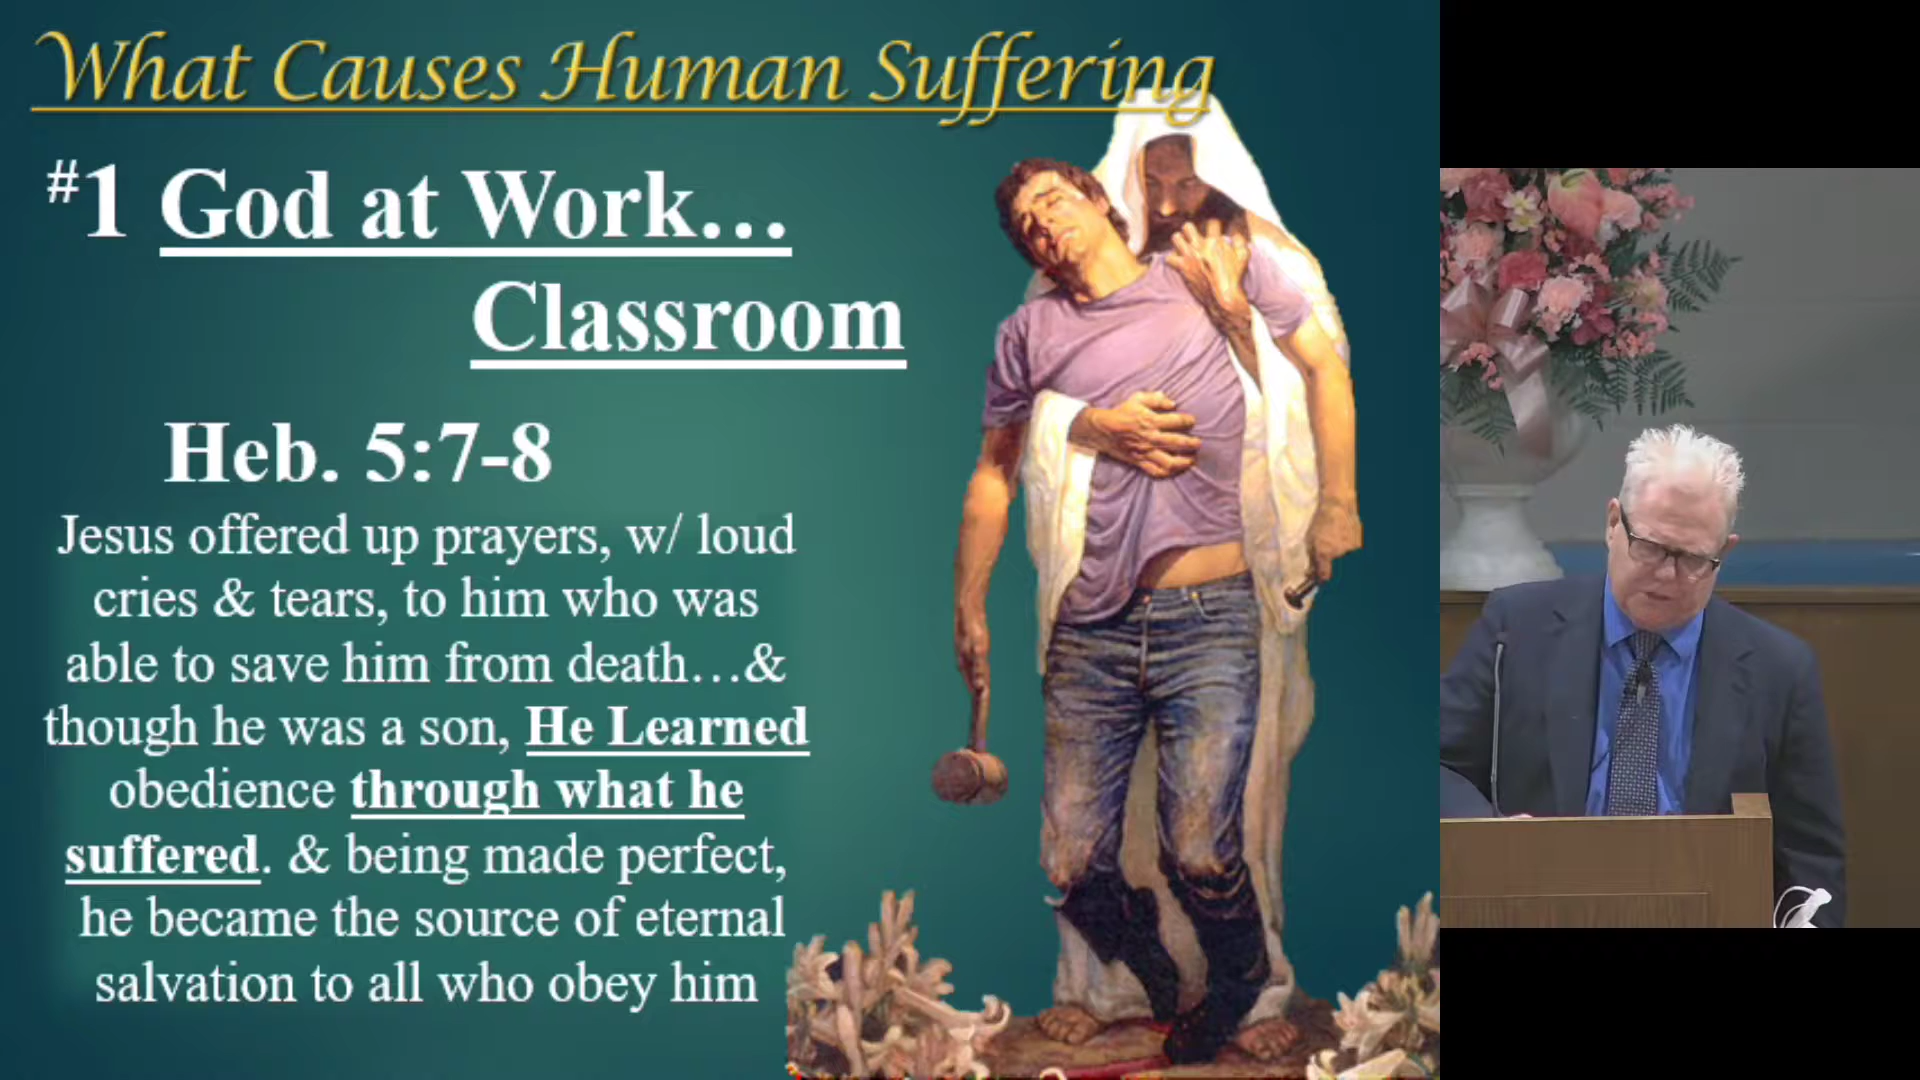 What Causes Human Suffering
#1 God at Work...
Classroom
Heb. 5:7-8
Jesus offered up prayers, w/ loud
cries & tears, to him who was
able to save him from death...&
though he was a son, He Learned
obedience through what he
suffered. & being made perfect,
he became the source of eternal
salvation to all who obey him